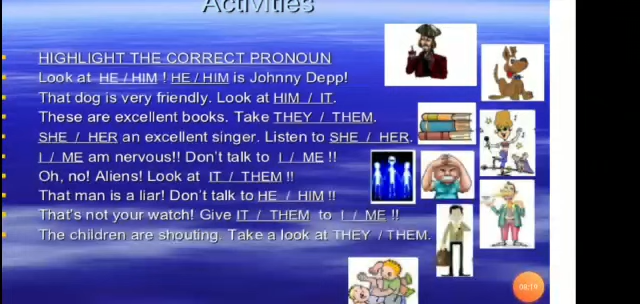 Activities
HIGHLIGHT THE CORRECT PRONOUN
Look at HE / HIM ! HE / HIM is Johnny Depp!
That dog is very friendly. Look at HIM / IT.
These are excellent books. Take THEY / THEM.
SHE / HER an excellent singer. Listen to SHE / HER.
I / ME am nervous!! Don't talk to I / ME !!
Oh, no! Aliens! Look at IT / THEM !!
That man is a liar! Don't talk to HE / HIM !!
That's not your watch! Give IT / THEM to I / ME !!
The children are shouting. Take a look at THEY / THEM.